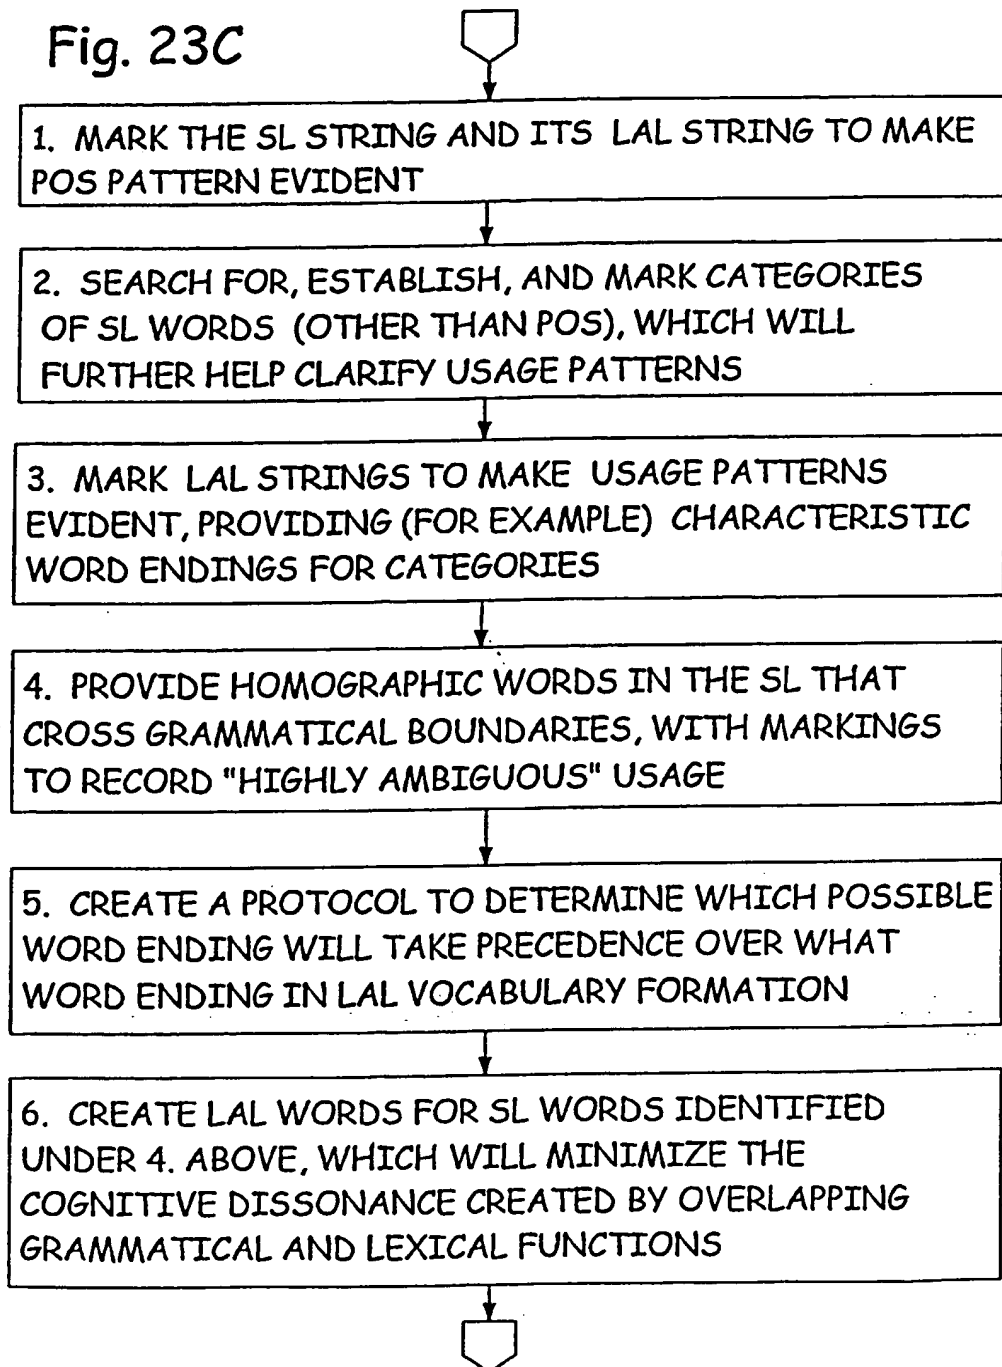 Fig. 23C
1. MARK THE SL STRING AND ITS LAL STRING TO MAKE
POS PATTERN EVIDENT
2. SEARCH FOR, ESTABLISH, AND MARK CATEGORIES
OF SL WORDS (OTHER THAN POS), WHICH WILL
FURTHER HELP CLARIFY USAGE PATTERNS
3. MARK LAL STRINGS TO MAKE USAGE PATTERNS
EVIDENT, PROVIDING (FOR EXAMPLE) CHARACTERISTIC
WORD ENDINGS FOR CATEGORIES
4. PROVIDE HOMOGRAPHIC WORDS IN THE SL THAT
CROSS GRAMMATICAL BOUNDARIES, WITH MARKINGS
TO RECORD "HIGHLY AMBIGUOUS" USAGE
5. CREATE A PROTOCOL TO DETERMINE WHICH POSSIBLE
WORD ENDING WILL TAKE PRECEDENCE OVER WHAT
WORD ENDING IN LAL VOCABULARY FORMATION
6. CREATE LAL WORDS FOR SL WORDS IDENTIFIED
UNDER 4. ABOVE, WHICH WILL MINIMIZE THE
COGNITIVE DISSONANCE CREATED BY OVERLAPPING
GRAMMATICAL AND LEXICAL FUNCTIONS